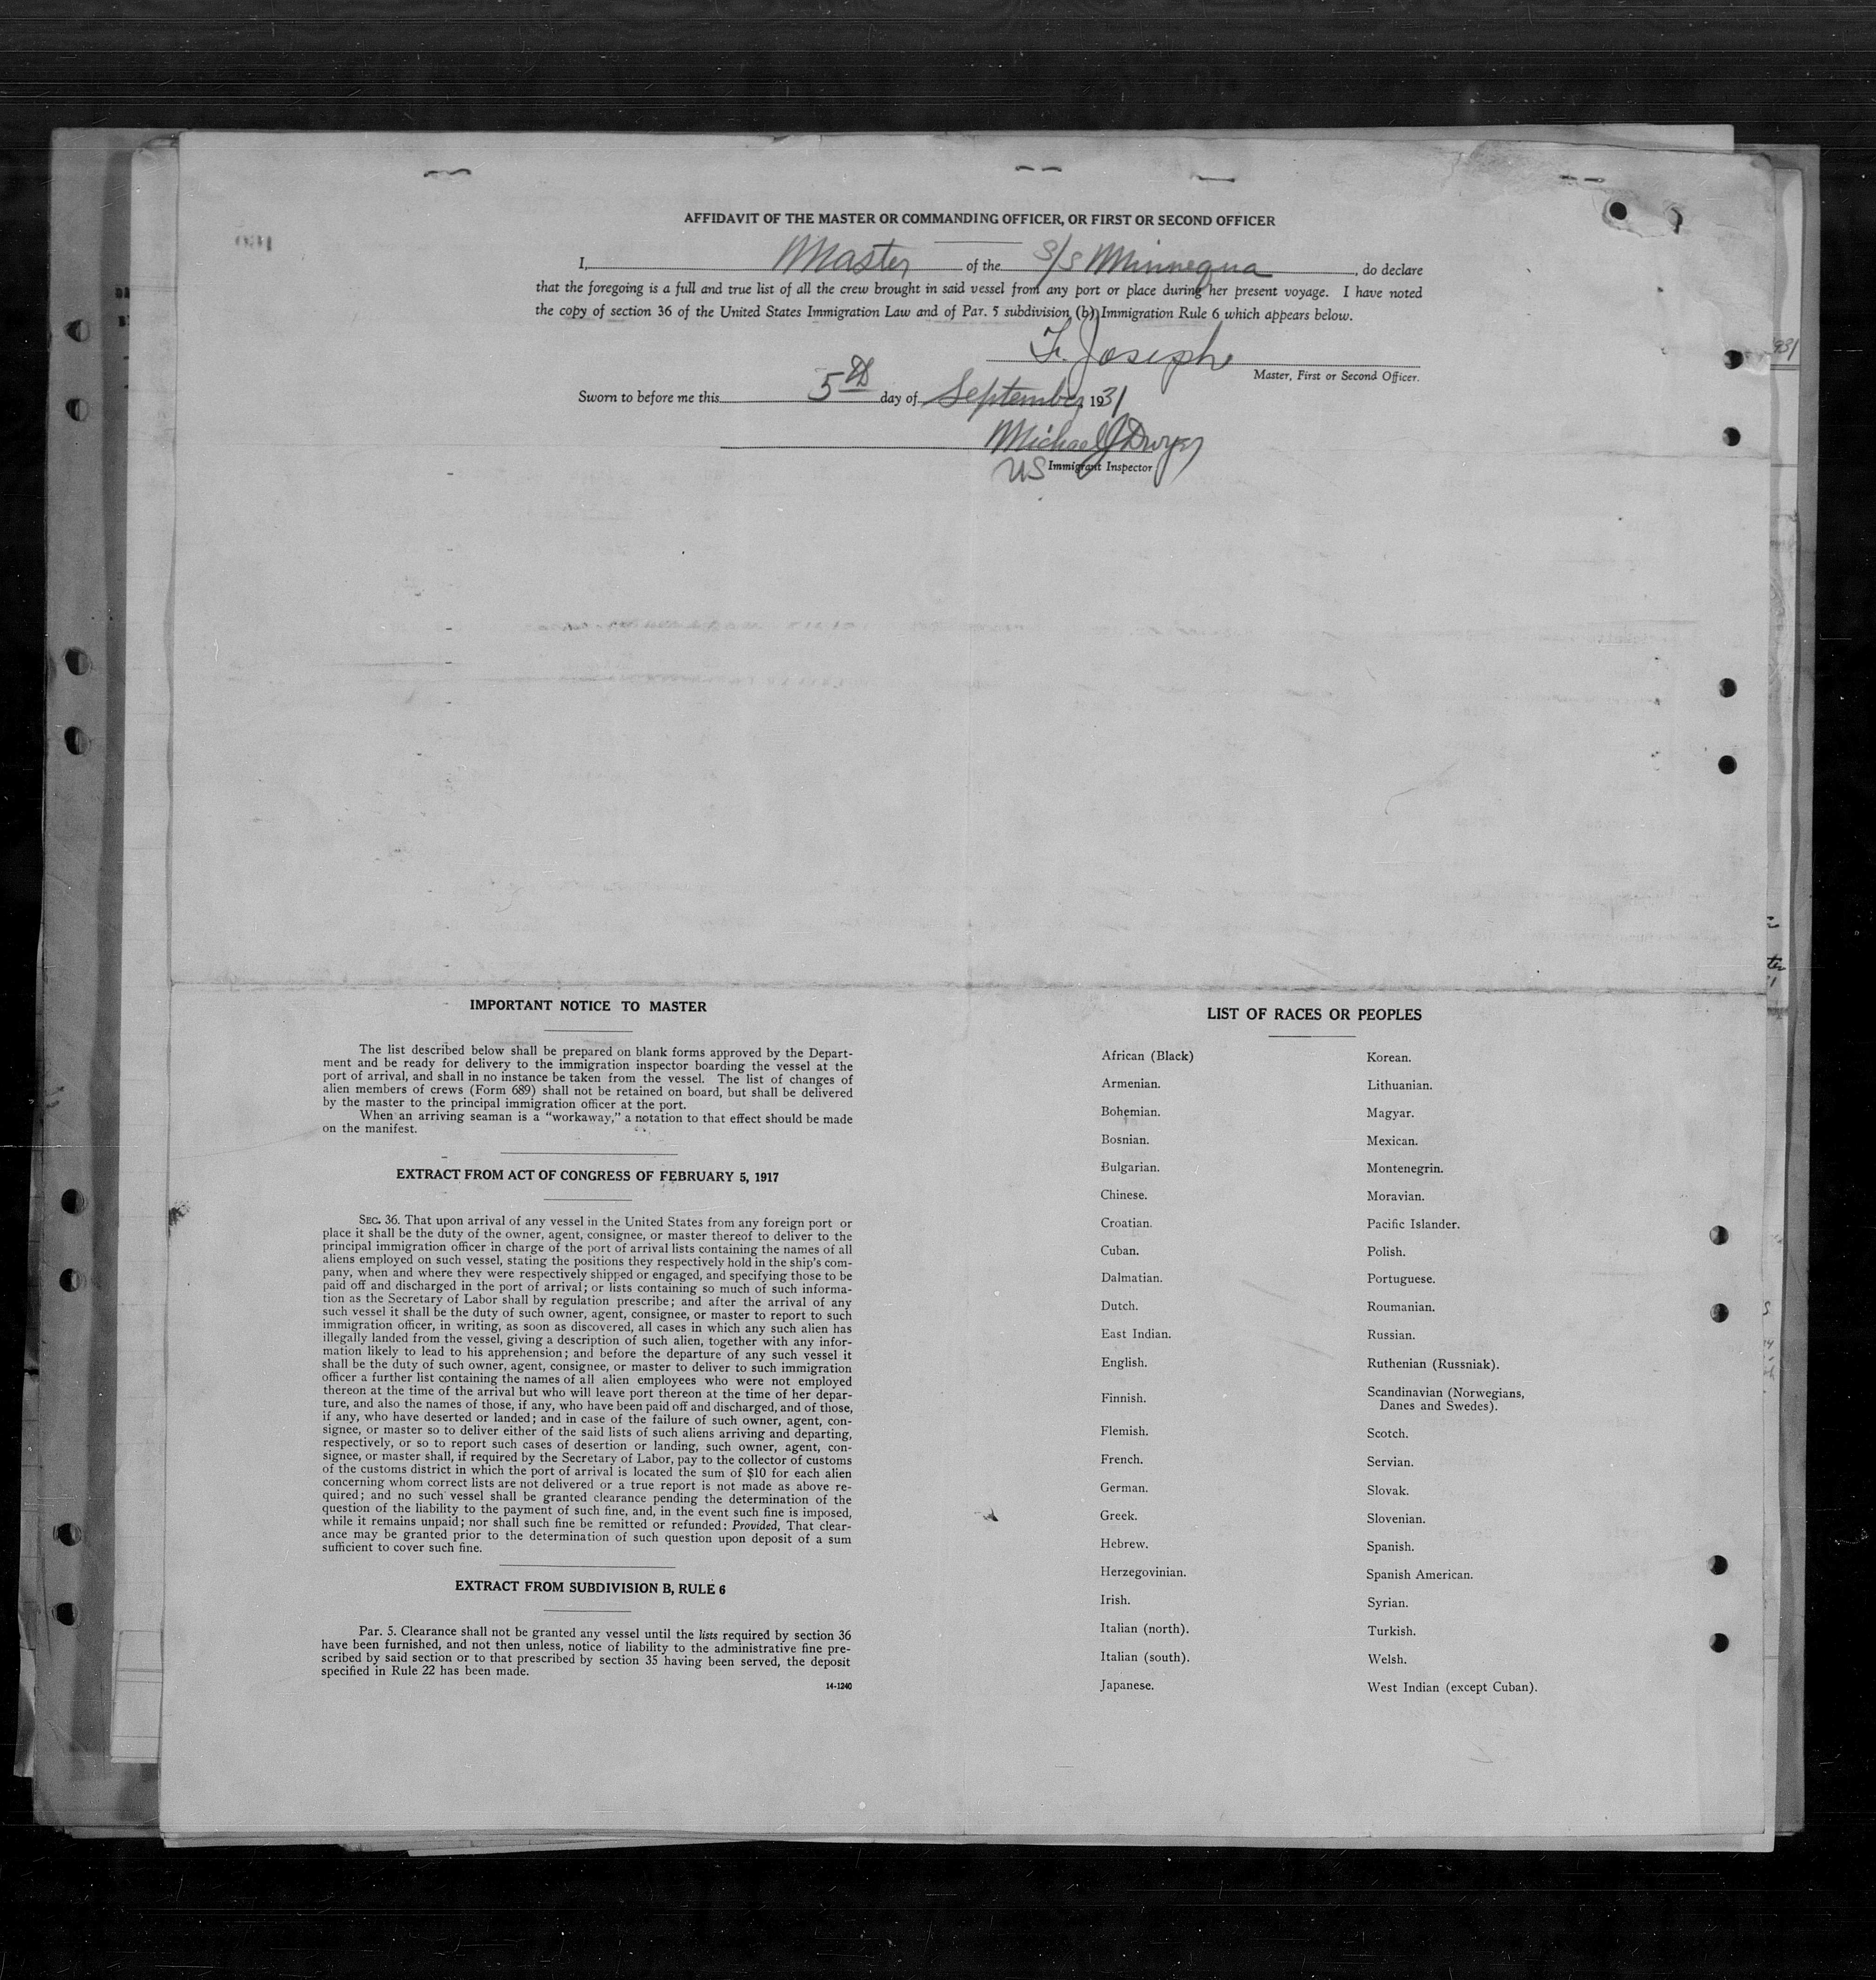 AFFIDAVIT OF THE MASTER OR COMMANDING OFFICER, OR FIRST OR SECOND OFFICER
I, Master of the S/S Minnequa, do declare
that the foregoing is a full and true list of all the crew brought in said vessel from any port or place during her present voyage. I have noted
the copy of section 36 of the United States Immigration Law and of Par. 5 subdivision (b) Immigration Rule 6 which appears below.
F. Joseph
Master, First or Second Officer.
Sworn to before me this 5th day of September, 1931
Michael J Dwyer
US Immigrant Inspector
IMPORTANT NOTICE TO MASTER
The list described below shall be prepared on blank forms approved by the Depart-
ment and be ready for delivery to the immigration inspector boarding the vessel at the
port of arrival, and shall in no instance be taken from the vessel. The list of changes of
alien members of crews (Form 689) shall not be retained on board, but shall be delivered
by the master to the principal immigration officer at the port.
When an arriving seaman is a "workaway," a notation to that effect should be made
on the manifest.
EXTRACT FROM ACT OF CONGRESS OF FEBRUARY 5, 1917
SEC. 36. That upon arrival of any vessel in the United States from any foreign port or
place it shall be the duty of the owner, agent, consignee, or master thereof to deliver to the
principal immigration officer in charge of the port of arrival lists containing the names of all
aliens employed on such vessel, stating the positions they respectively hold in the ship's com-
pany, when and where they were respectively shipped or engaged, and specifying those to be
paid off and discharged in the port of arrival; or lists containing so much of such informa-
tion as the Secretary of Labor shall by regulation prescribe; and after the arrival of any
such vessel it shall be the duty of such owner, agent, consignee, or master to report to such
immigration officer, in writing, as soon as discovered, all cases in which any such alien has
illegally landed from the vessel, giving a description of such alien, together with any infor-
mation likely to lead to his apprehension; and before the departure of any such vessel it
shall be the duty of such owner, agent, consignee, or master to deliver to such immigration
officer a further list containing the names of all alien employees who were not employed
thereon at the time of the arrival but who will leave port thereon at the time of her depar-
ture, and also the names of those, if any, who have been paid off and discharged, and of those,
if any, who have deserted or landed; and in case of the failure of such owner, agent, con-
signee, or master so to deliver either of the said lists of such aliens arriving and departing,
respectively, or so to report such cases of desertion or landing, such owner, agent, con-
signee, or master shall, if required by the Secretary of Labor, pay to the collector of customs
of the customs district in which the port of arrival is located the sum of $10 for each alien
concerning whom correct lists are not delivered or a true report is not made as above re-
quired; and no such vessel shall be granted clearance pending the determination of the
question of the liability to the payment of such fine, and, in the event such fine is imposed,
while it remains unpaid; nor shall such fine be remitted or refunded: Provided, That clear-
ance may be granted prior to the determination of such question upon deposit of a sum
sufficient to cover such fine.
EXTRACT FROM SUBDIVISION B, RULE 6
Par. 5. Clearance shall not be granted any vessel until the lists required by section 36
have been furnished, and not then unless, notice of liability to the administrative fine pre-
scribed by said section or to that prescribed by section 35 having been served, the deposit
specified in Rule 22 has been made.
14-1240
LIST OF RACES OR PEOPLES
African (Black)
Armenian.
Bohemian.
Bosnian.
Bulgarian.
Chinese.
Croatian.
Cuban.
Dalmatian.
Dutch.
East Indian.
English.
Finnish.
Flemish.
French.
German.
Greek.
Hebrew.
Herzegovinian.
Irish.
Italian (north).
Italian (south).
Japanese.
Korean.
Lithuanian.
Magyar.
Mexican.
Montenegrin.
Moravian.
Pacific Islander.
Polish.
Portuguese.
Roumanian.
Russian.
Ruthenian (Russniak).
Scandinavian (Norwegians,
Danes and Swedes).
Scotch.
Servian.
Slovak.
Slovenian.
Spanish.
Spanish American.
Syrian.
Turkish.
Welsh.
West Indian (except Cuban).